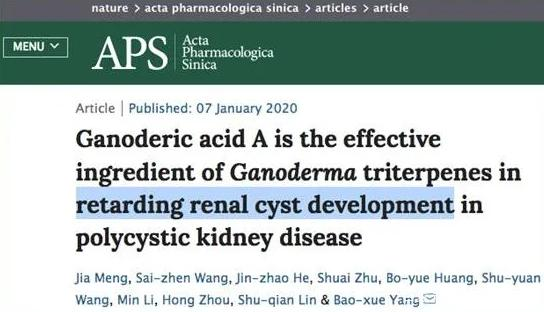 nature > acta pharmacologica sinica > articles > article
MENU
APS
Acta
Pharmacologica
Sinica
Article | Published: 07 January 2020
Ganoderic acid A is the effective
ingredient of Ganoderma triterpenes in
retarding renal cyst development in
polycystic kidney disease
Jia Meng, Sai-zhen Wang, Jin-zhao He, Shuai Zhu, Bo-yue Huang, Shu-yuan
Wang, Min Li, Hong Zhou, Shu-qian Lin & Bao-xue Yang